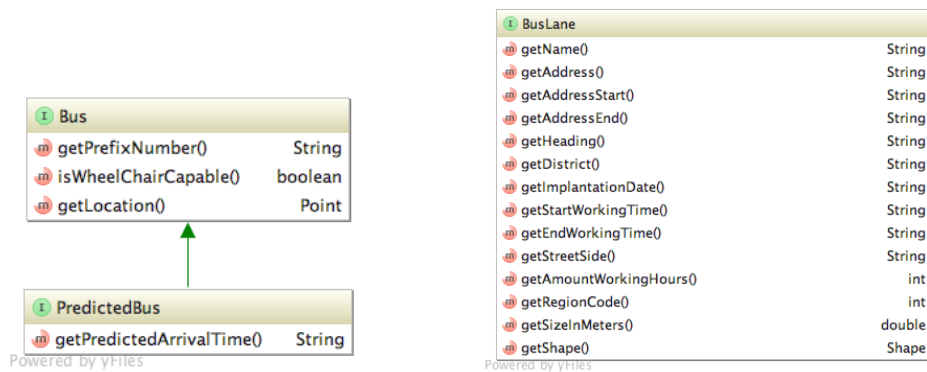 I Bus
m getPrefixNumber() String
m isWheelChairCapable() boolean
m getLocation() Point
I PredictedBus
m getPredictedArrivalTime() String
Powered by yFiles
I BusLane
m getName() String
m getAddress() String
m getAddressStart() String
m getAddressEnd() String
m getHeading() String
m getDistrict() String
m getImplantationDate() String
m getStartWorkingTime() String
m getEndWorkingTime() String
m getStreetSide() String
m getAmountWorkingHours() int
m getRegionCode() int
m getSizeInMeters() double
m getShape() Shape
Powered by yFiles